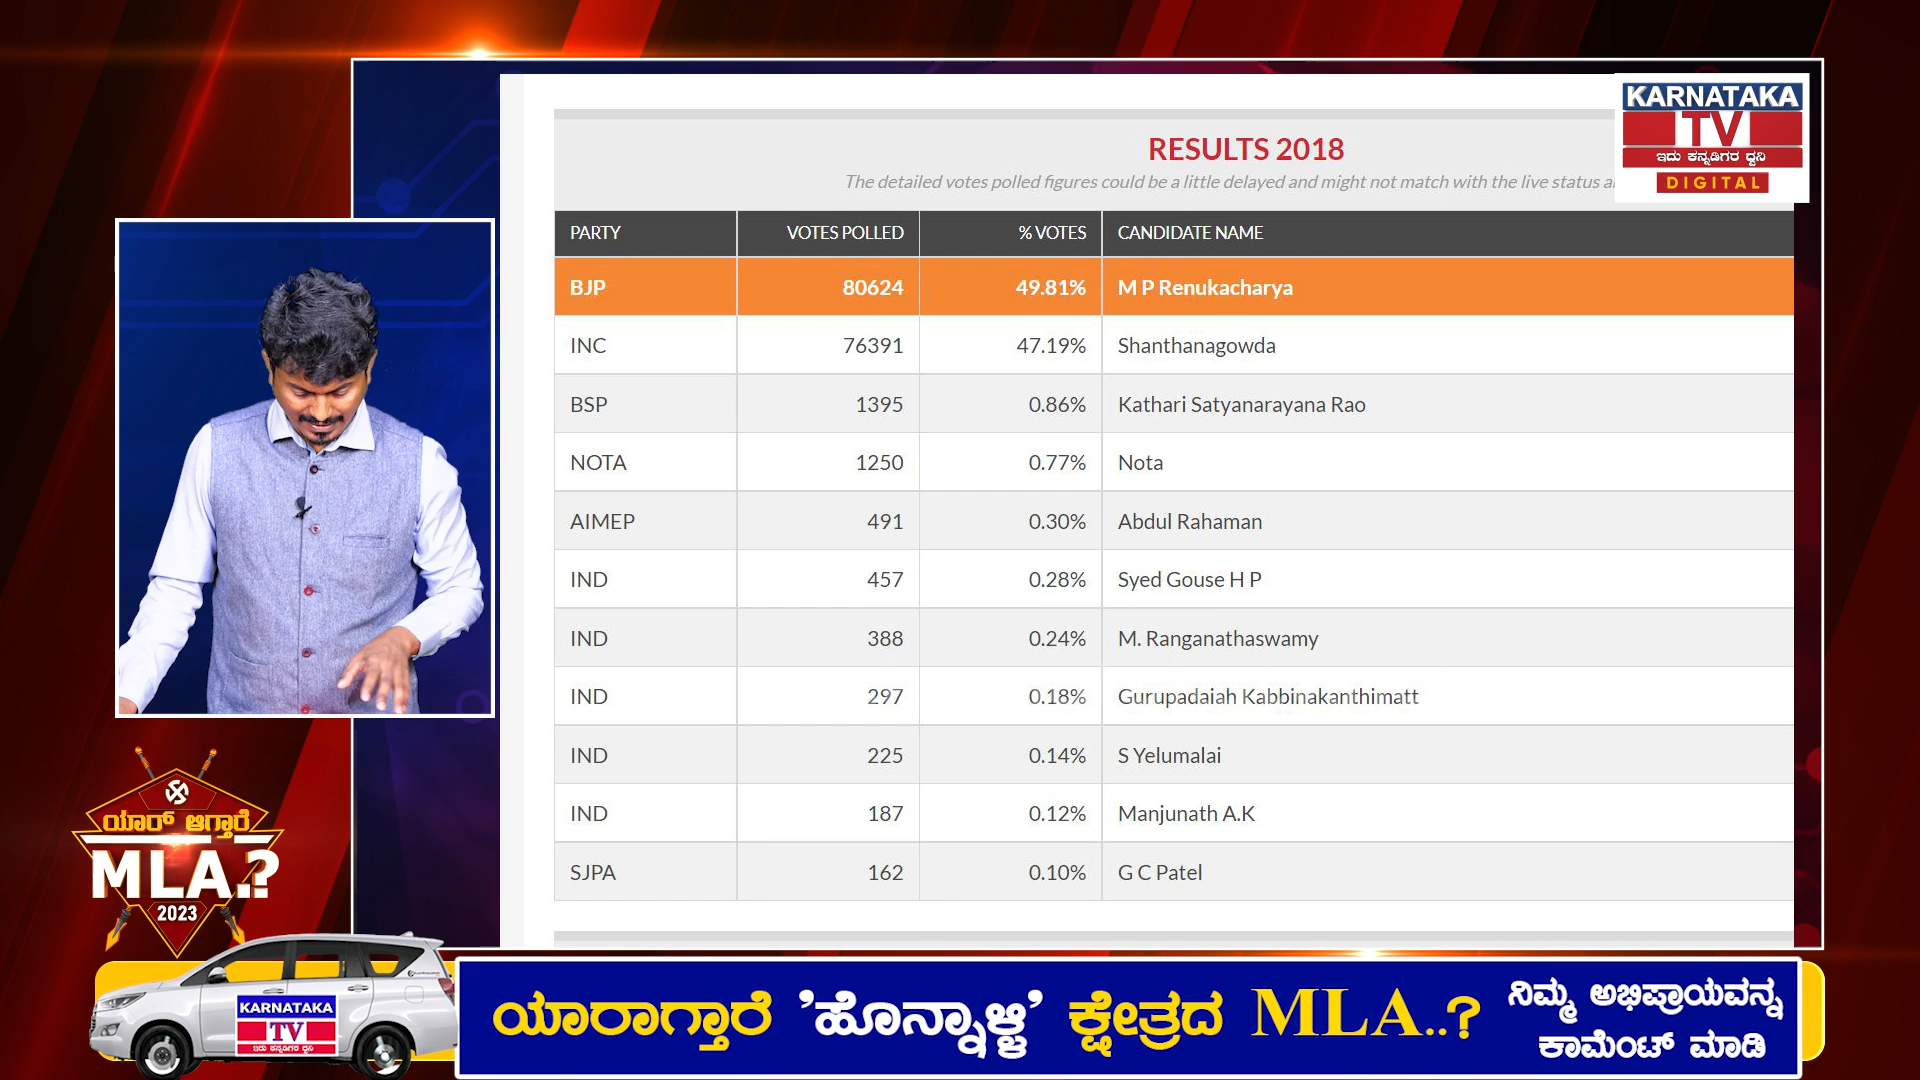 KARNATAKA
TV
ಇದು ಕನ್ನಡಿಗರ ಧ್ವನಿ
DIGITAL
RESULTS 2018
The detailed votes polled figures could be a little delayed and might not match with the live status
PARTY VOTES POLLED % VOTES CANDIDATE NAME
BJP 80624 49.81% M P Renukacharya
INC 76391 47.19% Shanthanagowda
BSP 1395 0.86% Kathari Satyanarayana Rao
NOTA 1250 0.77% Nota
AIMEP 491 0.30% Abdul Rahaman
IND 457 0.28% Syed Gouse H P
IND 388 0.24% M. Ranganathaswamy
IND 297 0.18% Gurupadaiah Kabbinakanthimatt
IND 225 0.14% S Yelumalai
IND 187 0.12% Manjunath A.K
SJPA 162 0.10% G C Patel
ಯಾರ್ ಆಗ್ತಾರೆ
MLA.?
2023
KARNATAKA
TV
ಇದು ಕನ್ನಡಿಗರ ಧ್ವನಿ
ಯಾರಾಗ್ತಾರೆ 'ಹೊನ್ನಾಳ್ಳಿ' ಕ್ಷೇತ್ರದ MLA..?
ನಿಮ್ಮ ಅಭಿಪ್ರಾಯವನ್ನ
ಕಾಮೆಂಟ್ ಮಾಡಿ